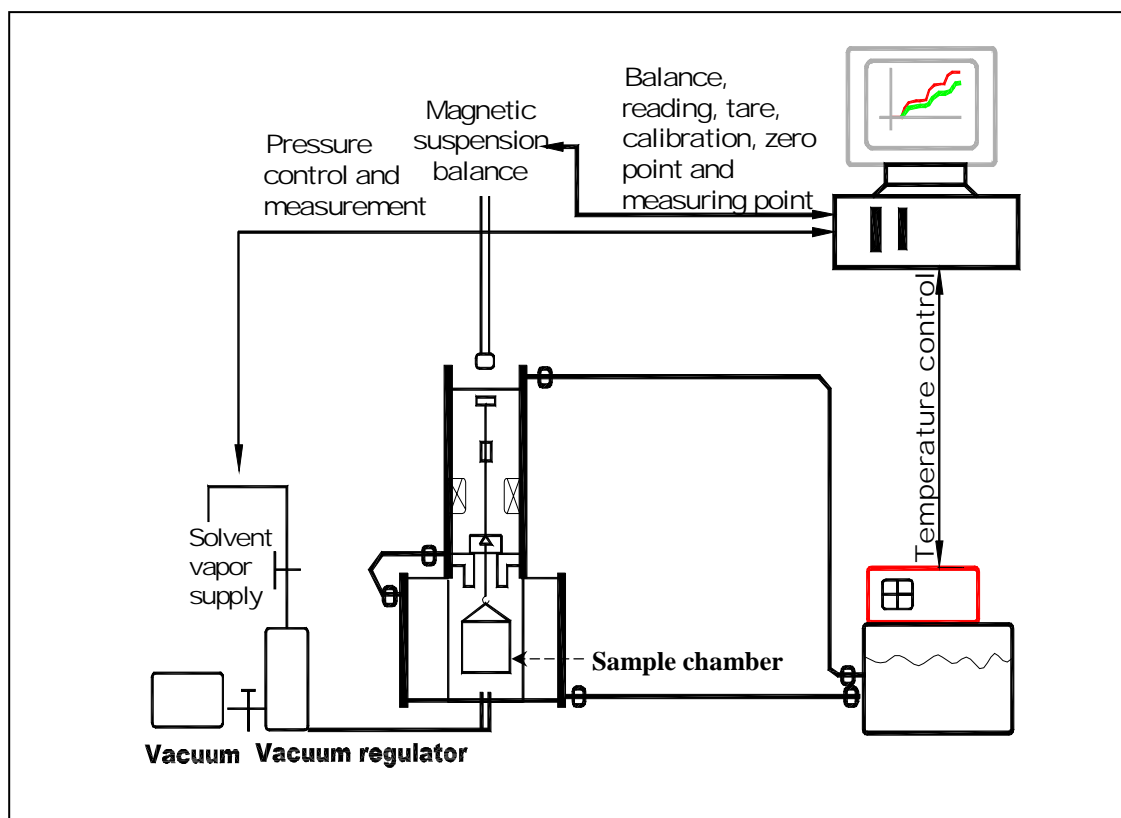 Balance,
reading, tare,
calibration, zero
point and
measuring point
Magnetic
suspension
balance
Pressure
control and
measurement
Temperature control
Solvent
vapor
supply
Sample chamber
Vacuum
Vacuum regulator